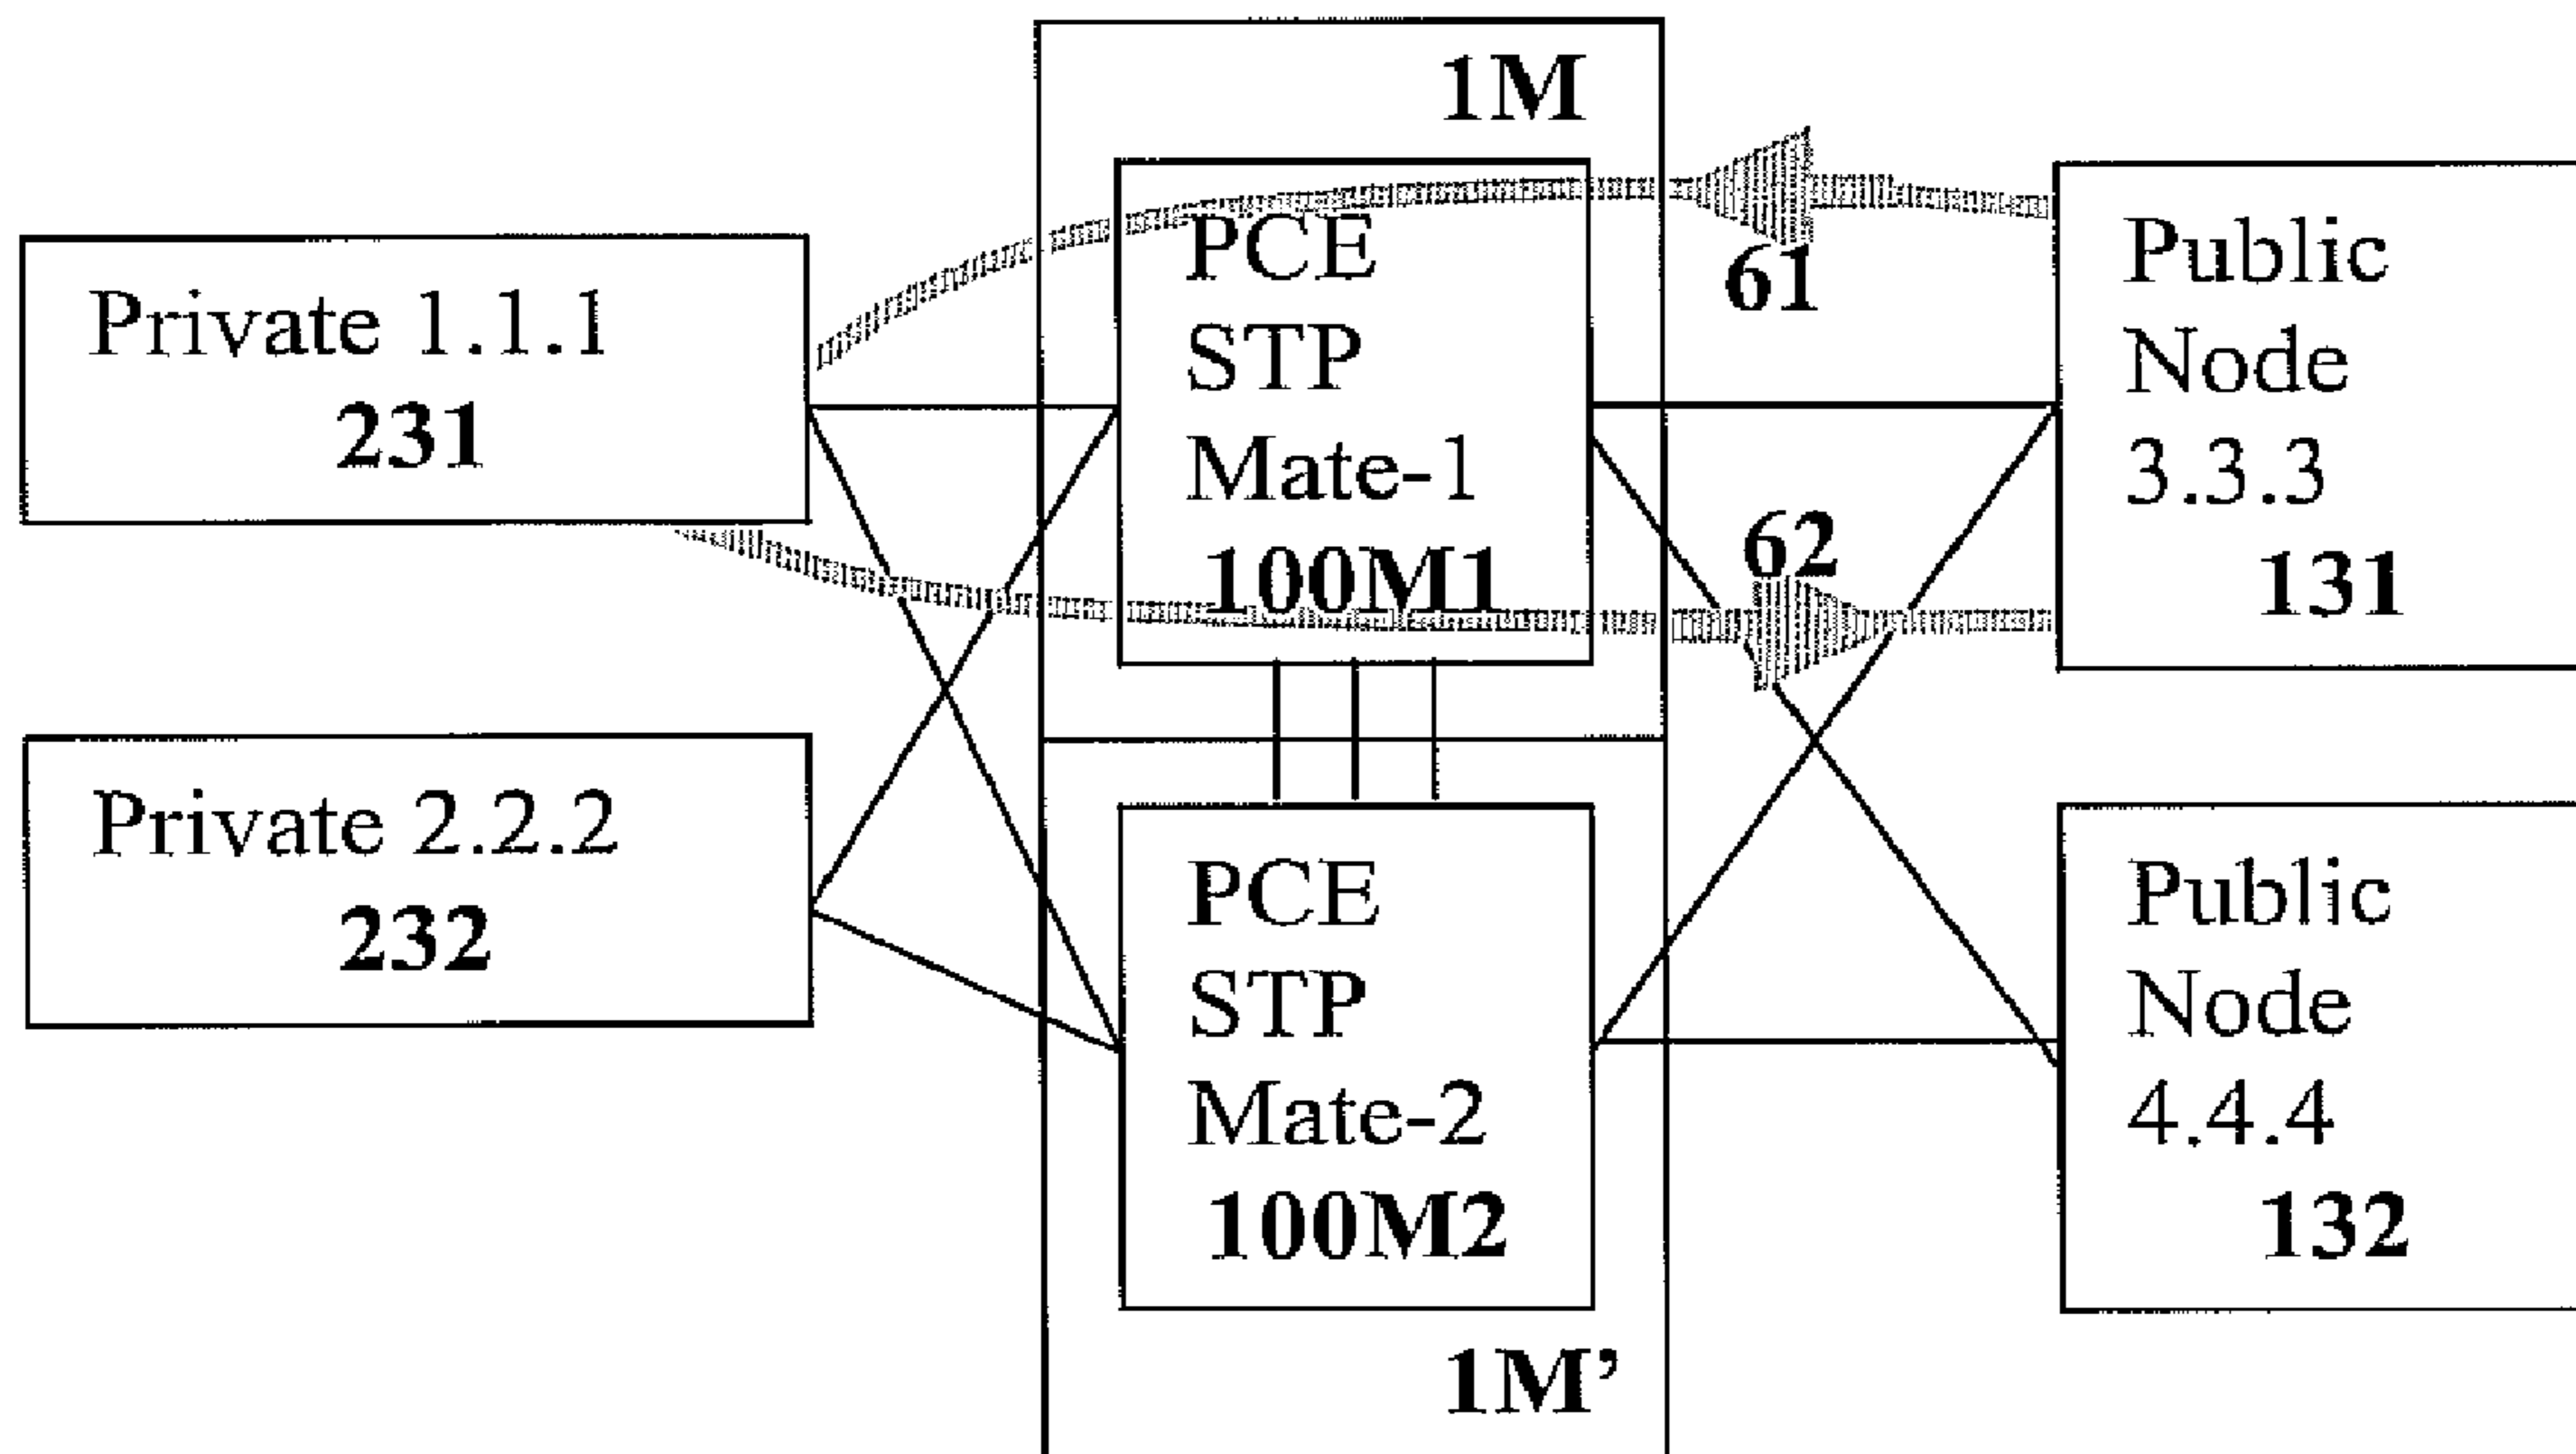 1M
PCE
STP
Mate-1
100M1
61
Public
Node
3.3.3
131
Private 1.1.1
231
62
Private 2.2.2
232
PCE
STP
Mate-2
100M2
Public
Node
4.4.4
132
1M’